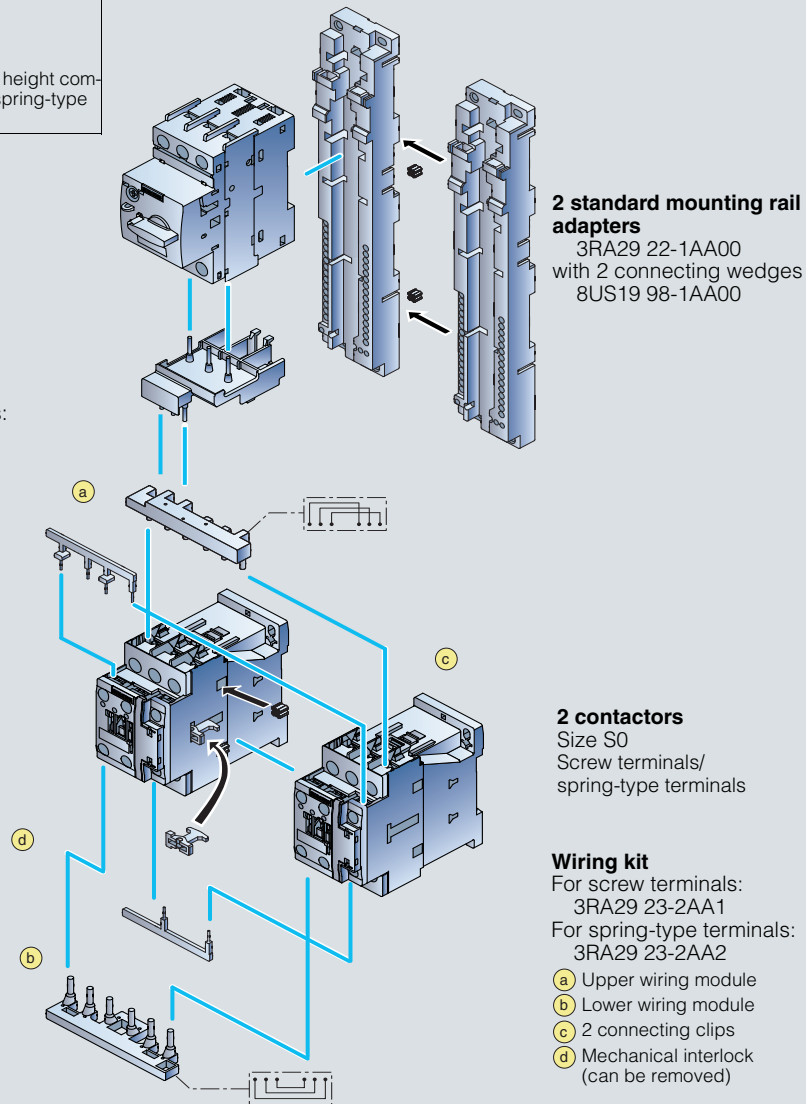 height com-
spring-type
2 standard mounting rail
adapters
3RA29 22-1AA00
with 2 connecting wedges
8US19 98-1AA00
s:
a
c
2 contactors
Size S0
Screw terminals/
spring-type terminals
d
b
Wiring kit
For screw terminals:
3RA29 23-2AA1
For spring-type terminals:
3RA29 23-2AA2
a Upper wiring module
b Lower wiring module
c 2 connecting clips
d Mechanical interlock
(can be removed)